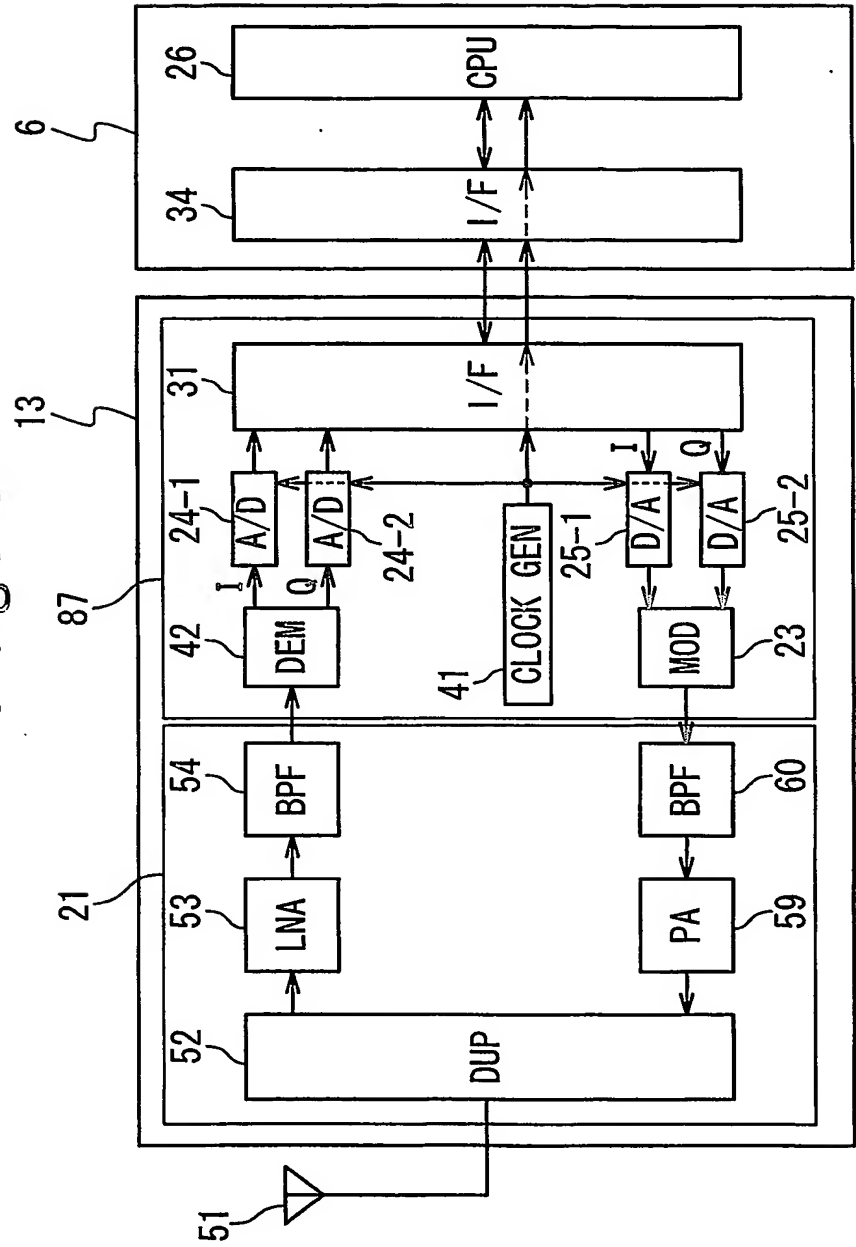 6
34
26
I/F
CPU
13
87
31
I/F
24-1
A/D
24-2
A/D
I
Q
42
DEM
41
CLOCK GEN
25-1
D/A
25-2
D/A
I
Q
23
MOD
21
54
BPF
53
LNA
52
DUP
60
BPF
59
PA
51